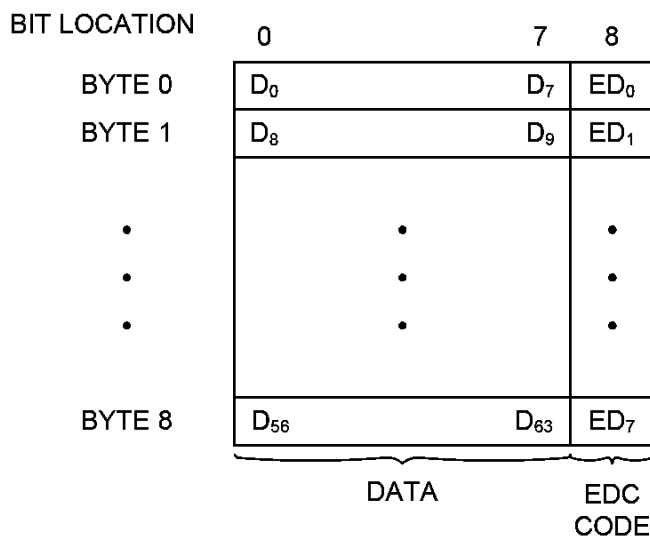 BIT LOCATION 0 7 8
BYTE 0 D₀ D₇ ED₀
BYTE 1 D₈ D₉ ED₁
BYTE 8 D₅₆ D₆₃ ED₇
DATA EDC
CODE